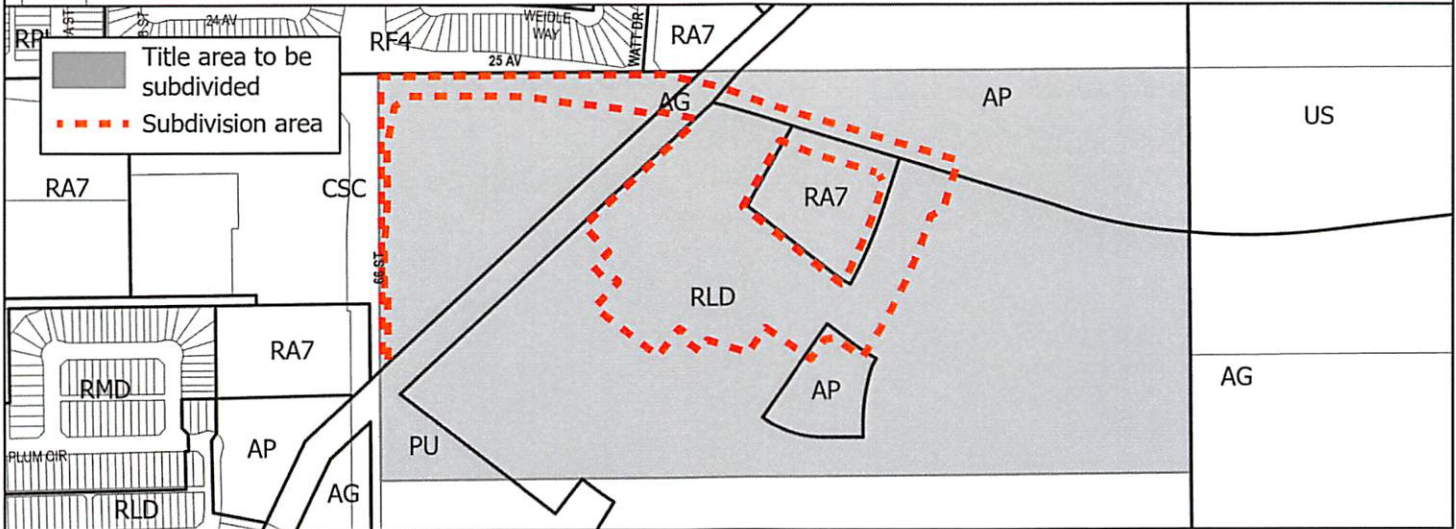 24 AV
WEIDLE
WAY
RF4
25 AV
WATT DR
RA7
Title area to be
subdivided
Subdivision area
AG
AP
US
RA7
CSC
RA7
66 ST
RLD
RA7
RMD
AP
AG
PLUM CIR
AP
PU
AG
RLD